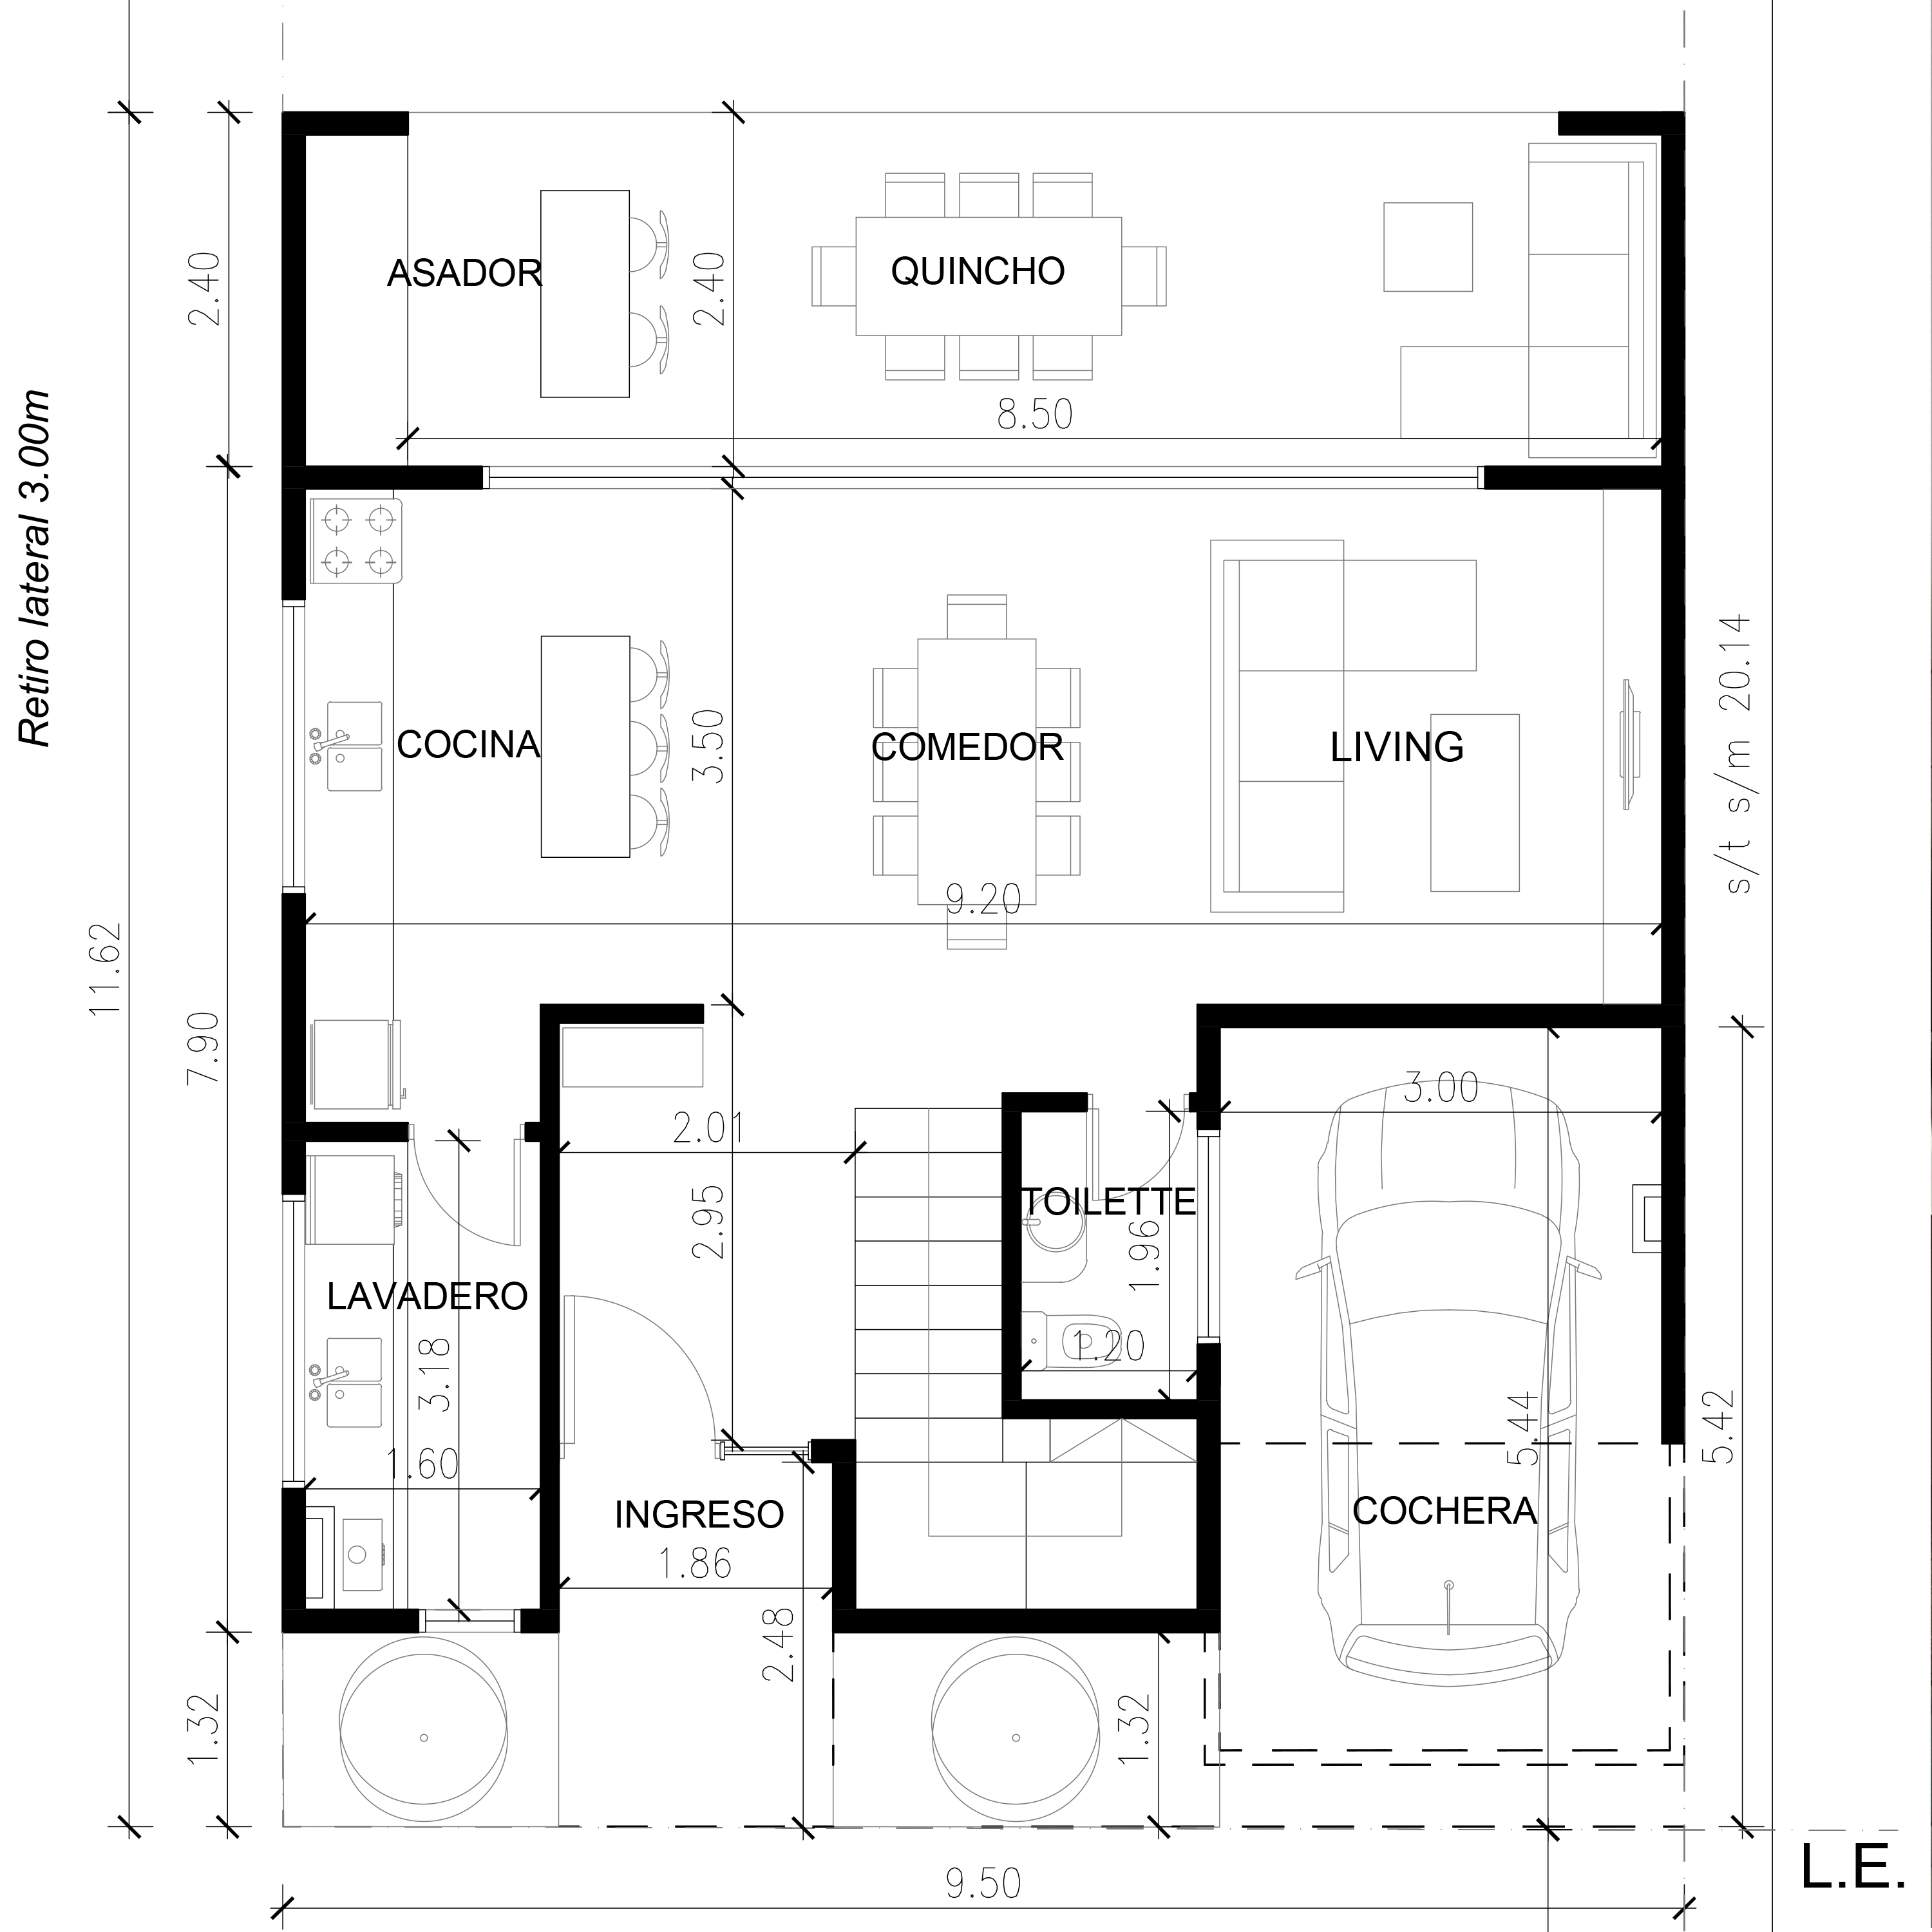 2.40
ASADOR
2.40
QUINCHO
8.50
Retiro lateral 3.00m
COCINA
3.50
COMEDOR
LIVING
s/t s/m 20.14
9.20
11.62
7.90
2.01
3.00
2.95
TOILETTE
1.96
LAVADERO
3.18
1.20
1.60
5.44
5.42
INGRESO
1.86
COCHERA
2.48
1.32
1.32
L.E.
9.50